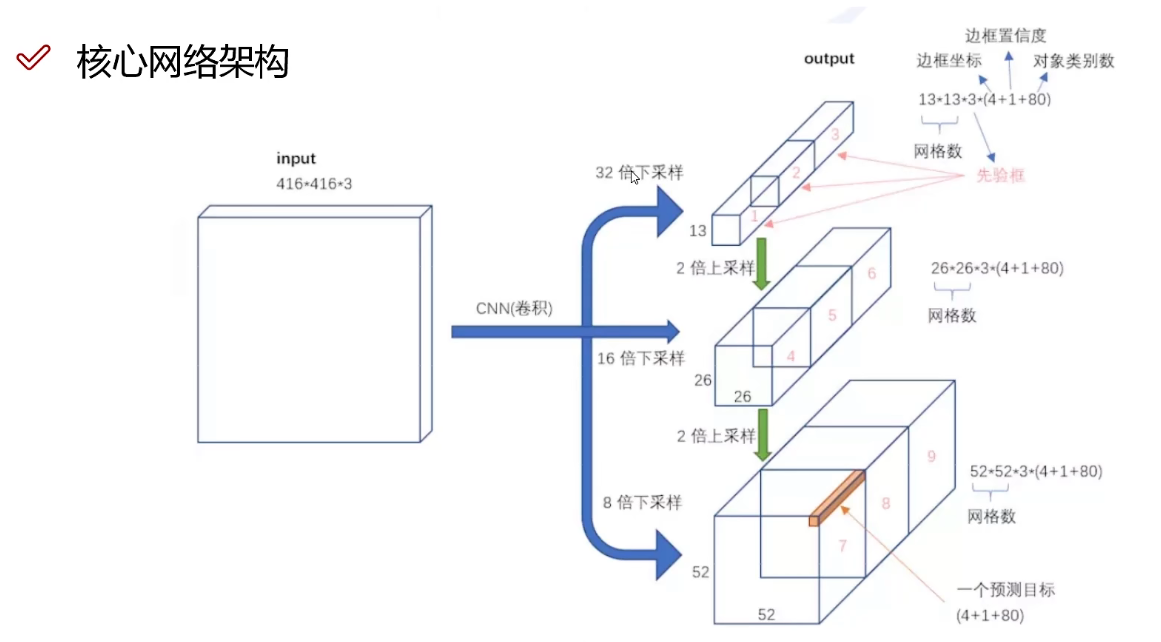 核心网络架构
output
边框置信度
边框坐标
对象类别数
13*13*3*(4+1+80)
网格数
先验框
input
416*416*3
32 倍下采样
3
2
1
13
2 倍上采样
6
5
4
26
26
26*26*3*(4+1+80)
网格数
CNN(卷积)
16 倍下采样
2 倍上采样
8 倍下采样
9
8
7
52
52
52*52*3*(4+1+80)
网格数
一个预测目标
(4+1+80)